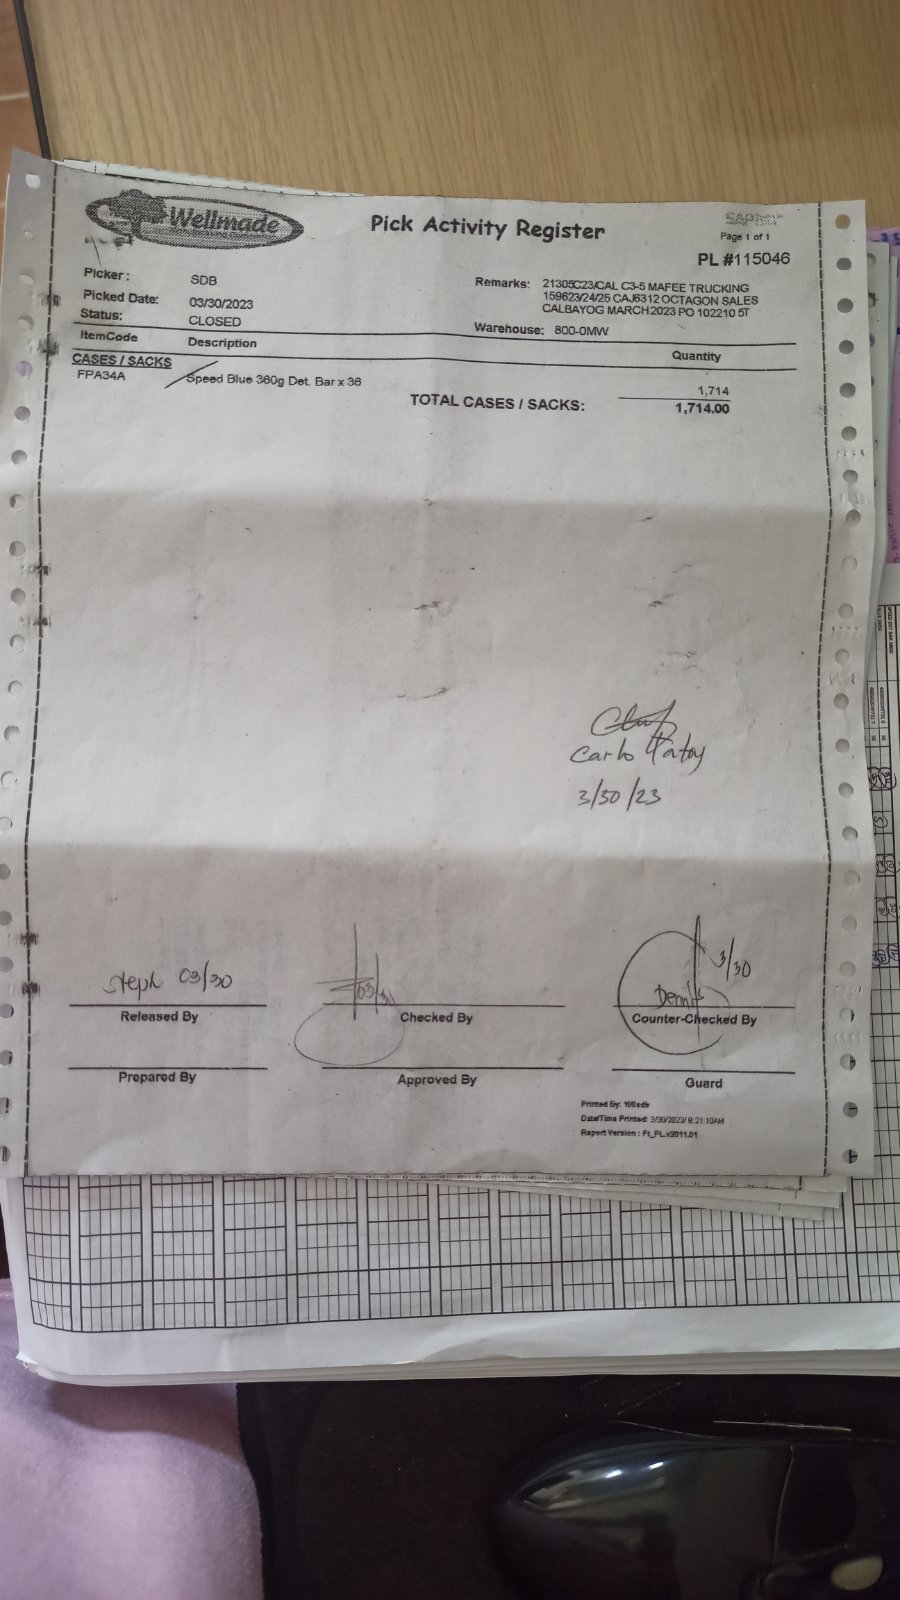 Wellmade
Pick Activity Register
Page 1 of 1
PL #115046
Picker: SDB
Picked Date: 03/30/2023
Status: CLOSED
Remarks: 21305C23/CAL C3-5 MAFEE TRUCKING
159623/24/25 CAJ6312 OCTAGON SALES
CALBAYOG MARCH 2023 PO 102210 5T
Warehouse: 800-0MW
ItemCode Description Quantity
CASES / SACKS
FPA34A Speed Blue 360g Det. Bar x 36 1,714
TOTAL CASES / SACKS: 1,714.00
Carlo
3/30/23
Steph 03/30
03/30
Dennis 3/30
Released By Checked By Counter-Checked By
Prepared By Approved By Guard
Printed By: 100sdb
Date/Time Printed: 3/30/2023/ 8:21:10AM
Report Version : Ft_PL.v2011.01